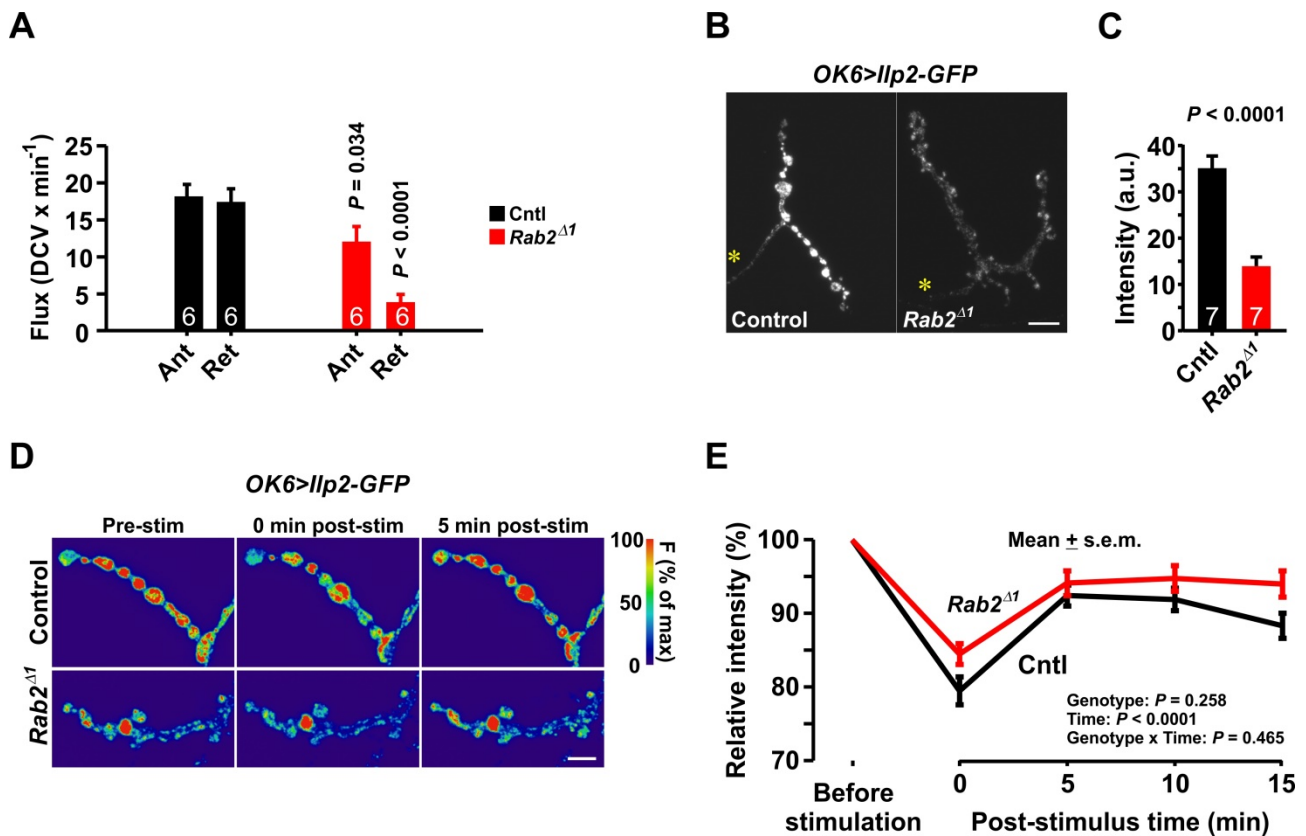 A
Flux (DCV x min⁻¹)
25
20
15
10
5
0
6
6
6
6
P = 0.034
P < 0.0001
Ant
Ret
Ant
Ret
Cntl
Rab2Δ1
B
OK6>Ilp2-GFP
*
*
Control
Rab2Δ1
C
P < 0.0001
Intensity (a.u.)
40
30
20
10
0
7
7
Cntl
Rab2Δ1
D
OK6>Ilp2-GFP
Pre-stim
0 min post-stim
5 min post-stim
Control
Rab2Δ1
100
50
0
F (% of max)
E
Relative intensity (%)
100
90
80
70
Mean ± s.e.m.
Rab2Δ1
Cntl
Genotype: P = 0.258
Time: P < 0.0001
Genotype x Time: P = 0.465
Before
stimulation
0
5
10
15
Post-stimulus time (min)